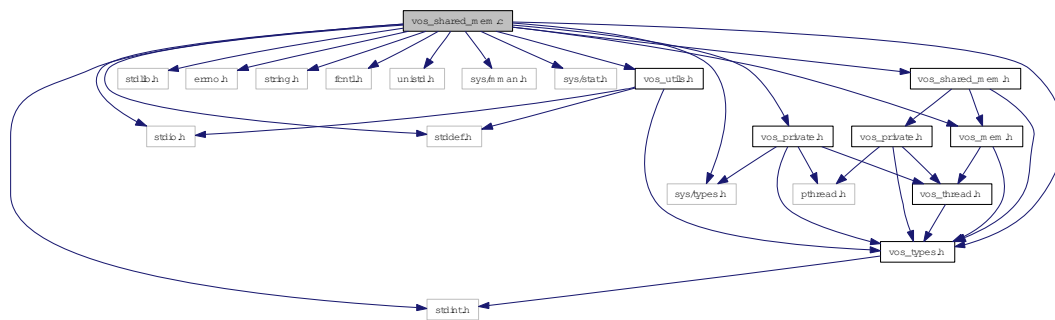 vos_shared_mem.c
stdlib.h
errno.h
string.h
fcntl.h
unistd.h
sys/mman.h
sys/stat.h
vos_utils.h
vos_shared_mem.h
stdio.h
stddef.h
vos_private.h
vos_private.h
vos_mem.h
sys/types.h
pthread.h
vos_thread.h
vos_types.h
stdint.h